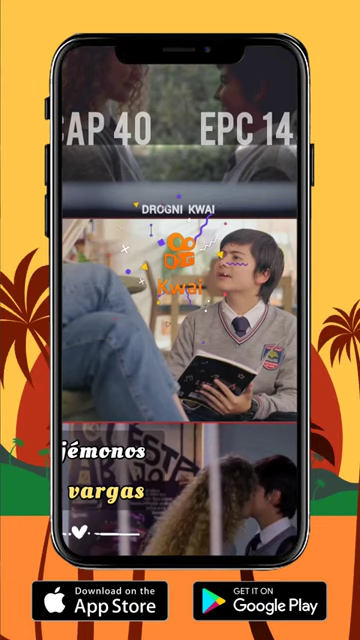 CAP 40
EPC 14
DROGNI KWAI
Kwai
jémonos
vargas
Download on the
App Store
GET IT ON
Google Play